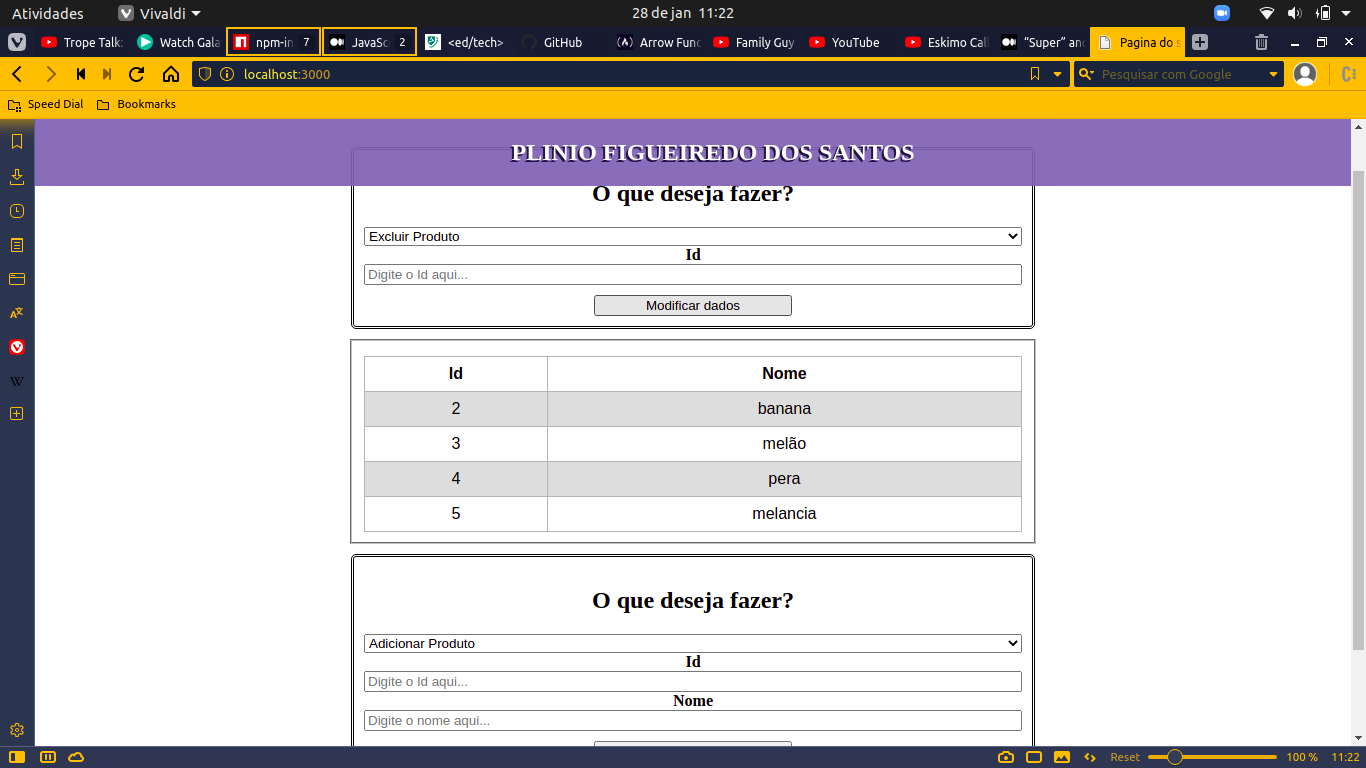 Atividades
Vivaldi
28 de jan 11:22
Trope Talk:
Watch Gala
npm-in 7
JavaSc 2
<ed/tech>
GitHub
Arrow Func
Family Guy
YouTube
Eskimo Call
“Super” and
Pagina do s
localhost:3000
Pesquisar com Google
Speed Dial
Bookmarks
PLINIO FIGUEIREDO DOS SANTOS
O que deseja fazer?
Excluir Produto
Id
Digite o Id aqui...
Modificar dados
Id Nome
2 banana
3 melão
4 pera
5 melancia
O que deseja fazer?
Adicionar Produto
Id
Digite o Id aqui...
Nome
Digite o nome aqui...
Reset 100 % 11:22